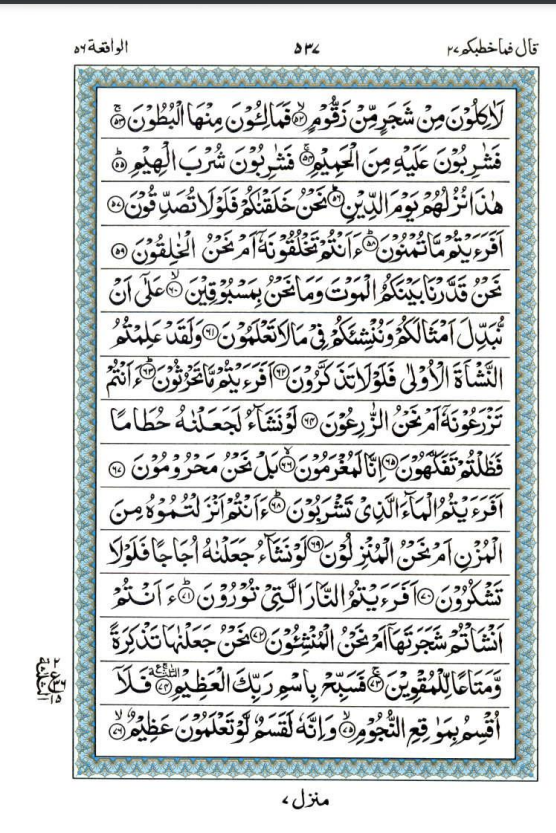 قال فما خطبكم ٢٧ ٥٣٧ الواقعة ٥٦
لَاٰكِلُوْنَ مِنْ شَجَرٍ مِّنْ زَقُّوْمٍ ۙ﴿٥٢﴾ فَمَالِـُٔوْنَ مِنْهَا الْبُطُوْنَ ۚ﴿٥٣﴾
فَشٰرِبُوْنَ عَلَيْهِ مِنَ الْحَمِيْمِ ۚ﴿٥٤﴾ فَشٰرِبُوْنَ شُرْبَ الْهِيْمِ ؕ﴿٥٥﴾
هٰذَا نُزُلُهُمْ يَوْمَ الدِّيْنِ ؕ﴿٥٦﴾ نَحْنُ خَلَقْنٰكُمْ فَلَوْلَا تُصَدِّقُوْنَ ﴿٥٧﴾
اَفَرَءَيْتُمْ مَّا تُمْنُوْنَ ؕ﴿٥٨﴾ ءَاَنْتُمْ تَخْلُقُوْنَهٗۤ اَمْ نَحْنُ الْخٰلِقُوْنَ ﴿٥٩﴾
نَحْنُ قَدَّرْنَا بَيْنَكُمُ الْمَوْتَ وَمَا نَحْنُ بِمَسْبُوْقِيْنَ ۙ﴿٦٠﴾ عَلٰۤى اَنْ
نُّبَدِّلَ اَمْثَالَكُمْ وَنُنْشِئَكُمْ فِيْ مَا لَا تَعْلَمُوْنَ ﴿٦١﴾ وَلَقَدْ عَلِمْتُمُ
النَّشْاَةَ الْاُوْلٰى فَلَوْلَا تَذَكَّرُوْنَ ﴿٦٢﴾ اَفَرَءَيْتُمْ مَّا تَحْرُثُوْنَ ؕ﴿٦٣﴾ ءَاَنْتُمْ
تَزْرَعُوْنَهٗۤ اَمْ نَحْنُ الزّٰرِعُوْنَ ﴿٦٤﴾ لَوْ نَشَآءُ لَجَعَلْنٰهُ حُطَامًا
فَظَلْتُمْ تَفَكَّهُوْنَ ﴿٦٥﴾ اِنَّا لَمُغْرَمُوْنَ ۙ﴿٦٦﴾ بَلْ نَحْنُ مَحْرُوْمُوْنَ ﴿٦٧﴾
اَفَرَءَيْتُمُ الْمَآءَ الَّذِيْ تَشْرَبُوْنَ ؕ﴿٦٨﴾ ءَاَنْتُمْ اَنْزَلْتُمُوْهُ مِنَ
الْمُزْنِ اَمْ نَحْنُ الْمُنْزِلُوْنَ ﴿٦٩﴾ لَوْ نَشَآءُ جَعَلْنٰهُ اُجَاجًا فَلَوْلَا
تَشْكُرُوْنَ ﴿٧٠﴾ اَفَرَءَيْتُمُ النَّارَ الَّتِيْ تُوْرُوْنَ ؕ﴿٧١﴾ ءَاَنْتُمْ
اَنْشَاْتُمْ شَجَرَتَهَاۤ اَمْ نَحْنُ الْمُنْشِـُٔوْنَ ﴿٧٢﴾ نَحْنُ جَعَلْنٰهَا تَذْكِرَةً
وَّمَتَاعًا لِّلْمُقْوِيْنَ ۚ﴿٧٣﴾ فَسَبِّحْ بِاسْمِ رَبِّكَ الْعَظِيْمِ ﴿٧٤﴾ فَلَاۤ
اُقْسِمُ بِمَوٰقِعِ النُّجُوْمِ ۙ﴿٧٥﴾ وَاِنَّهٗ لَقَسَمٌ لَّوْ تَعْلَمُوْنَ عَظِيْمٌ ۙ﴿٧٦﴾
منزل ٧